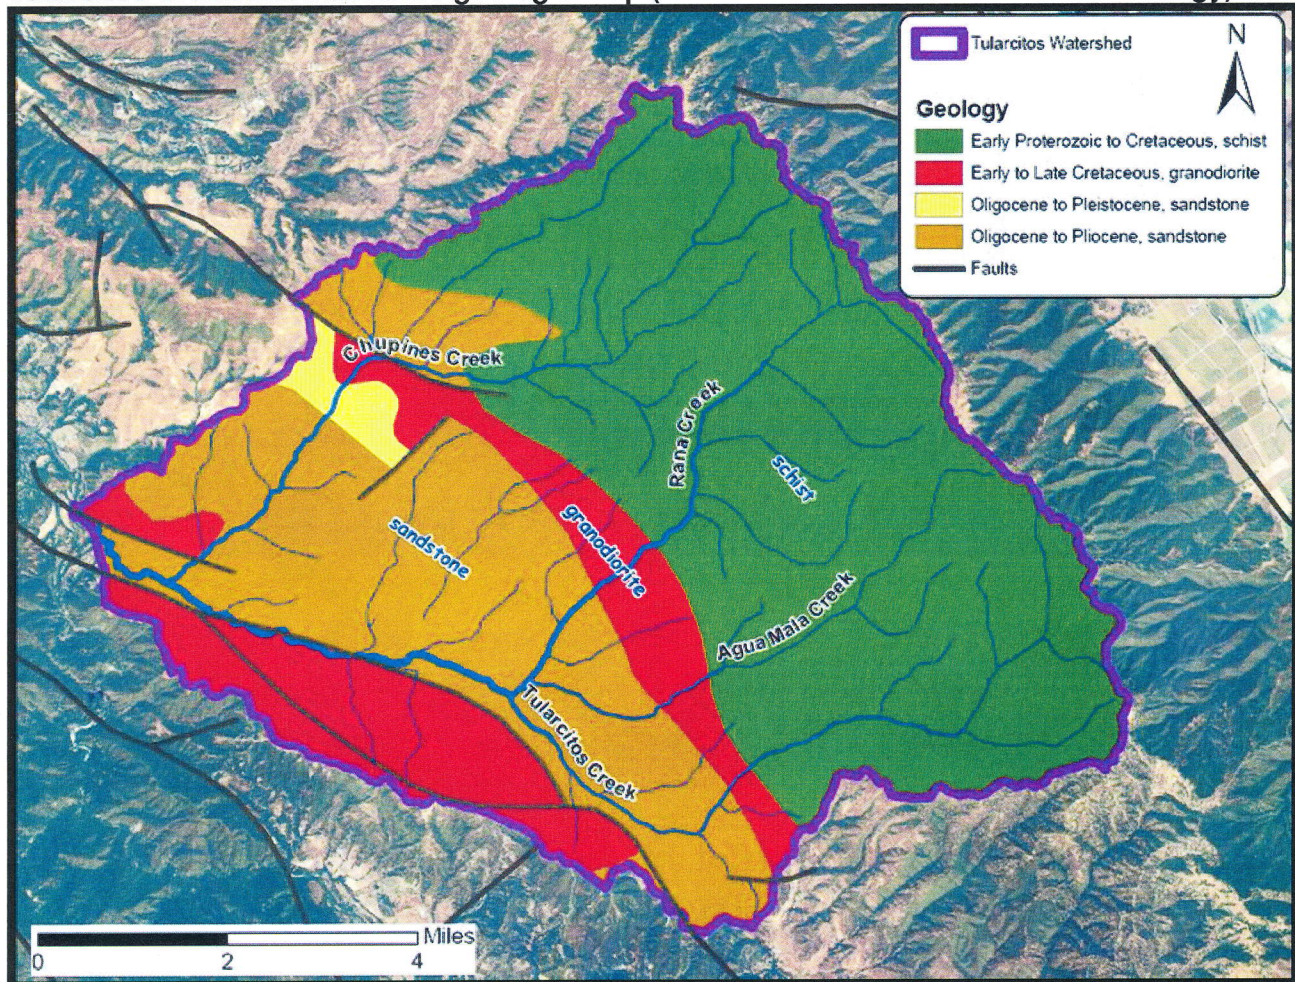 Tularcitos Watershed
N
Geology
Early Proterozoic to Cretaceous, schist
Early to Late Cretaceous, granodiorite
Oligocene to Pleistocene, sandstone
Oligocene to Pliocene, sandstone
Faults
Chupines Creek
Rana Creek
schist
granodiorite
sandstone
Agua Mala Creek
Tularcitos Creek
Miles
0 2 4